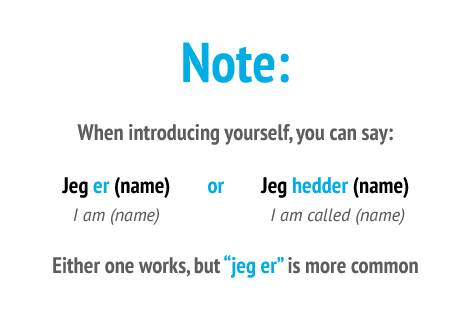 Note:
When introducing yourself, you can say:
Jeg er (name) or Jeg hedder (name)
I am (name) I am called (name)
Either one works, but “jeg er” is more common